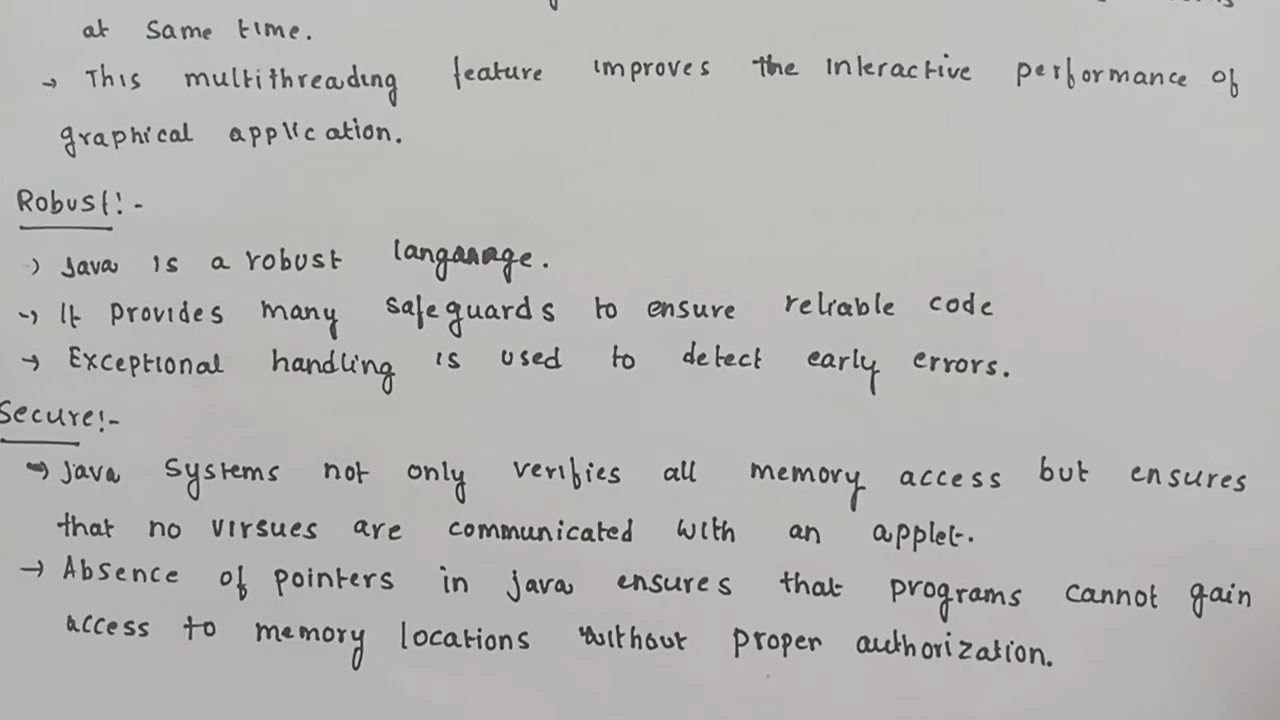 at same time.
→ This multithreading feature improves the interactive performance of
graphical application.
Robust:-
→ Java is a robust language.
→ It provides many safeguards to ensure reliable code
→ Exceptional handling is used to detect early errors.
Secure:-
→ Java systems not only verifies all memory access but ensures
that no virsues are communicated with an applet.
→ Absence of pointers in java ensures that programs cannot gain
access to memory locations without proper authorization.